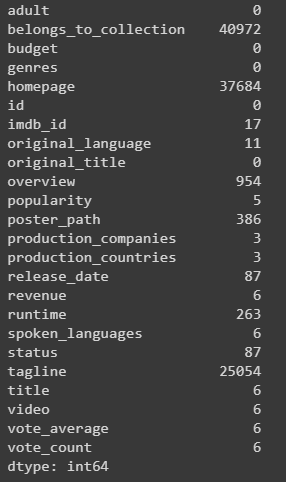 adult 0
belongs_to_collection 40972
budget 0
genres 0
homepage 37684
id 0
imdb_id 17
original_language 11
original_title 0
overview 954
popularity 5
poster_path 386
production_companies 3
production_countries 3
release_date 87
revenue 6
runtime 263
spoken_languages 6
status 87
tagline 25054
title 6
video 6
vote_average 6
vote_count 6
dtype: int64